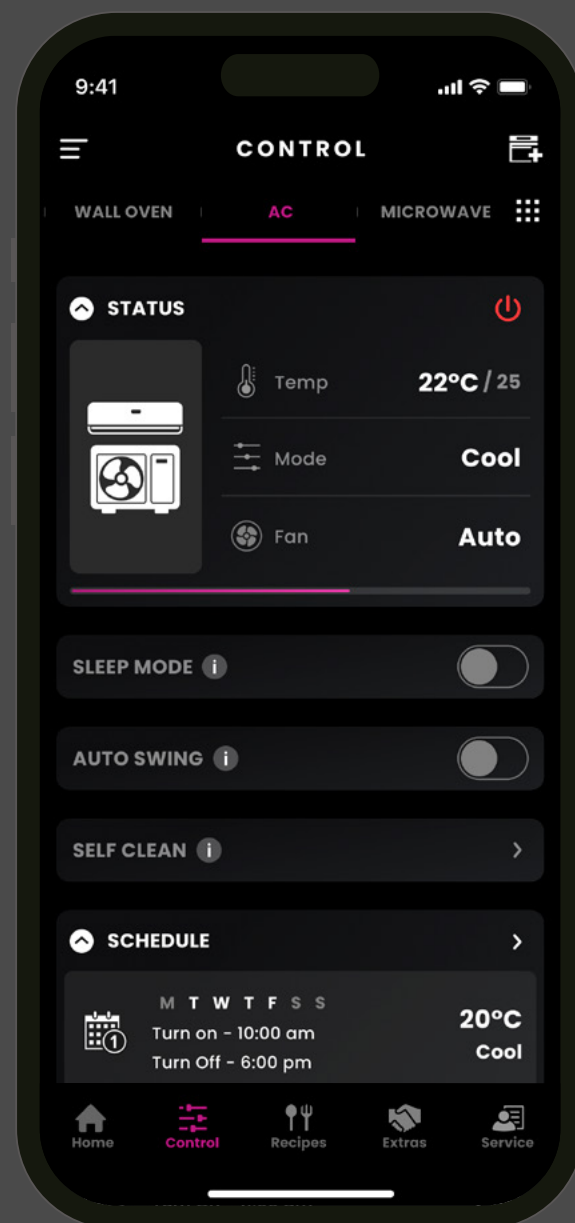 9:41
CONTROL
WALL OVEN AC MICROWAVE
STATUS
Temp 22°C / 25
Mode Cool
Fan Auto
SLEEP MODE i
AUTO SWING i
SELF CLEAN i
SCHEDULE
M T W T F S S
1
Turn on - 10:00 am
Turn Off - 6:00 pm
20°C
Cool
Home Control Recipes Extras Service